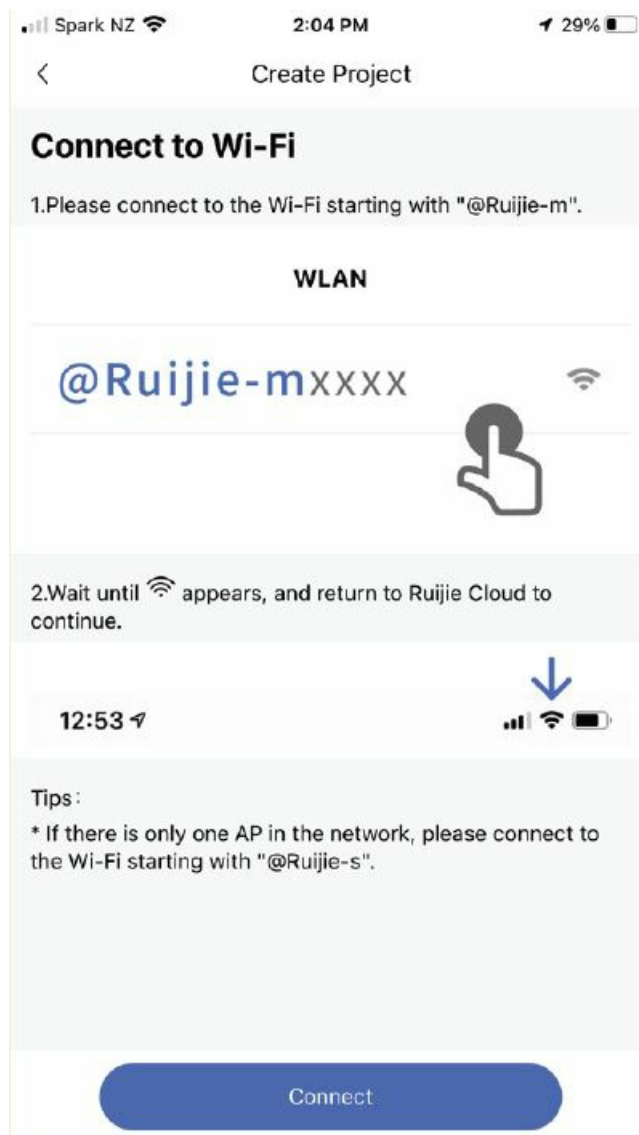 Spark NZ 2:04 PM 29%
Create Project
Connect to Wi-Fi
1.Please connect to the Wi-Fi starting with "@Ruijie-m".
WLAN
@Ruijie-mxxxx
2.Wait until appears, and return to Ruijie Cloud to
continue.
12:53
Tips:
* If there is only one AP in the network, please connect to
the Wi-Fi starting with "@Ruijie-s".
Connect